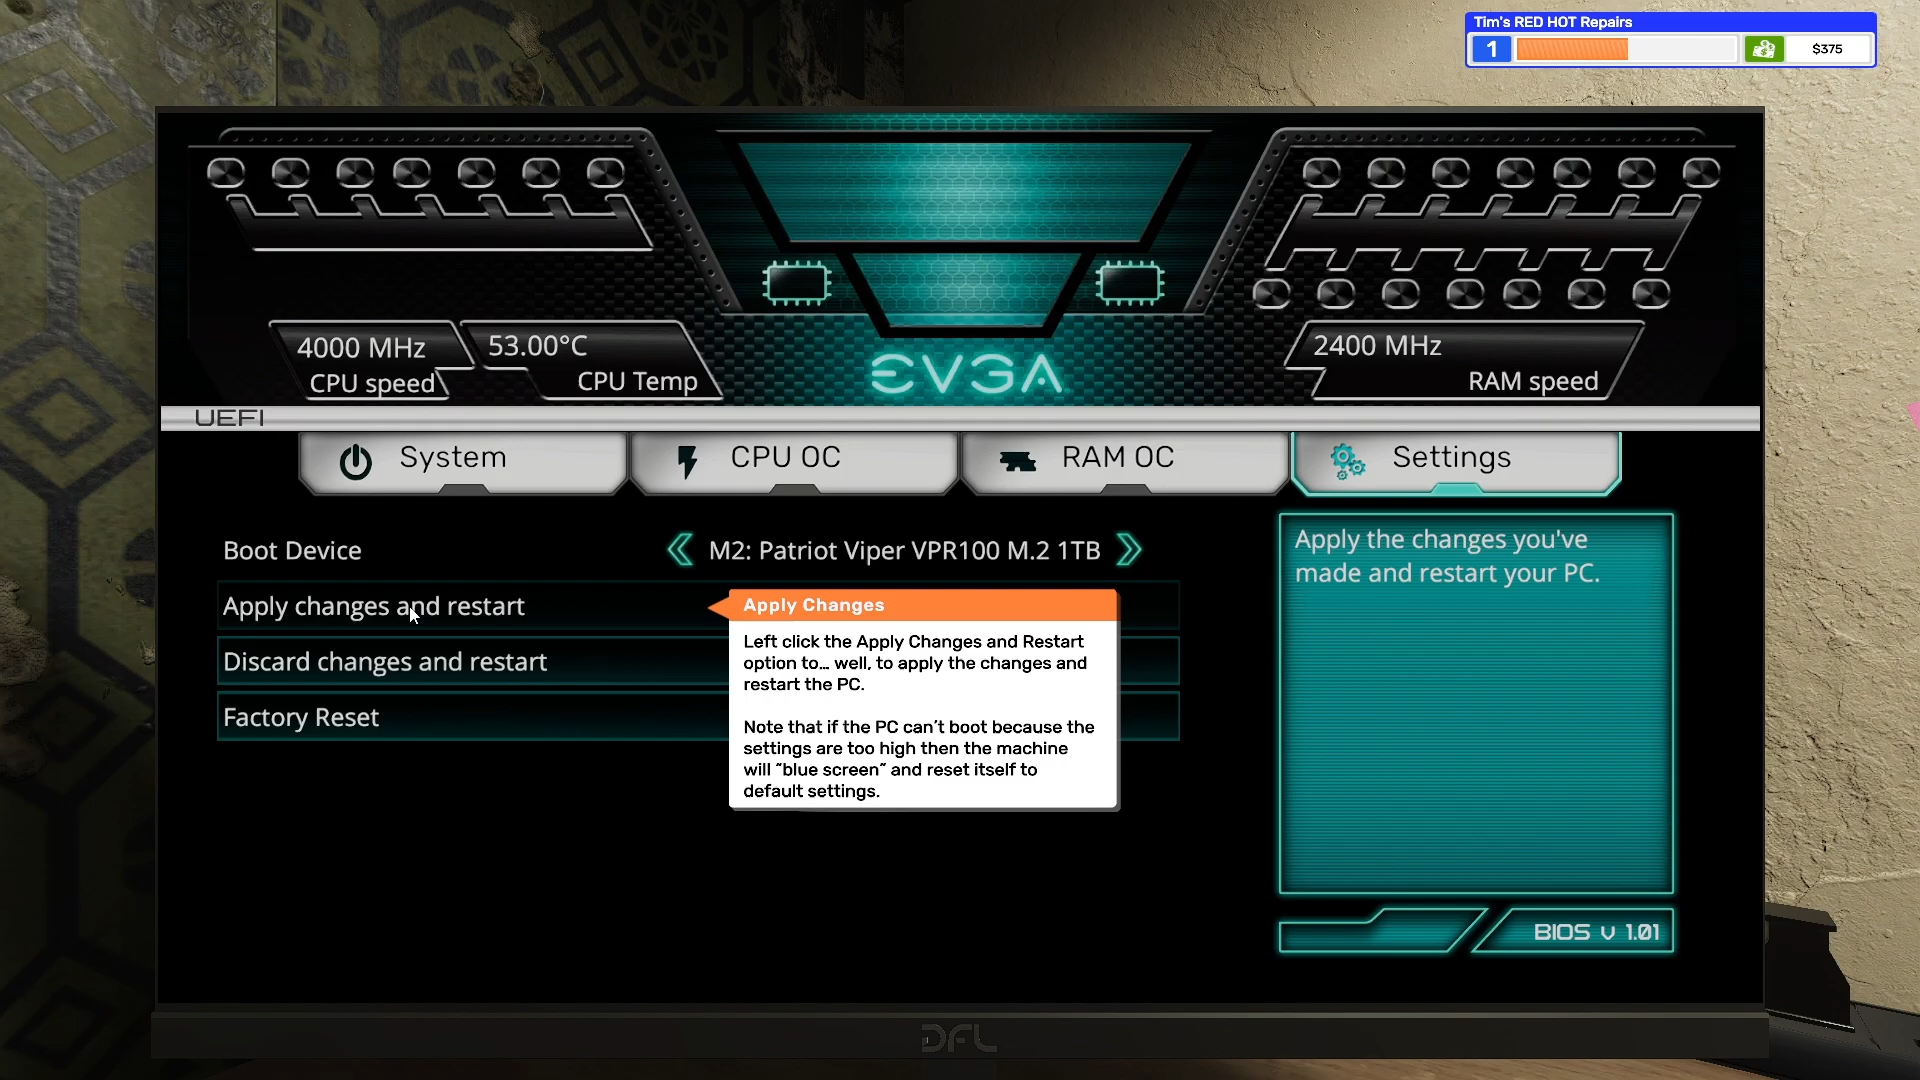 Tim's RED HOT Repairs
1
$375
4000 MHz
CPU speed
53.00°C
CPU Temp
EVGA
2400 MHz
RAM speed
UEFI
System
CPU OC
RAM OC
Settings
Boot Device
M2: Patriot Viper VPR100 M.2 1TB
Apply changes and restart
Discard changes and restart
Factory Reset
Apply Changes
Left click the Apply Changes and Restart
option to... well, to apply the changes and
restart the PC.
Note that if the PC can't boot because the
settings are too high then the machine
will “blue screen” and reset itself to
default settings.
Apply the changes you've
made and restart your PC.
BIOS v 1.01
DFL